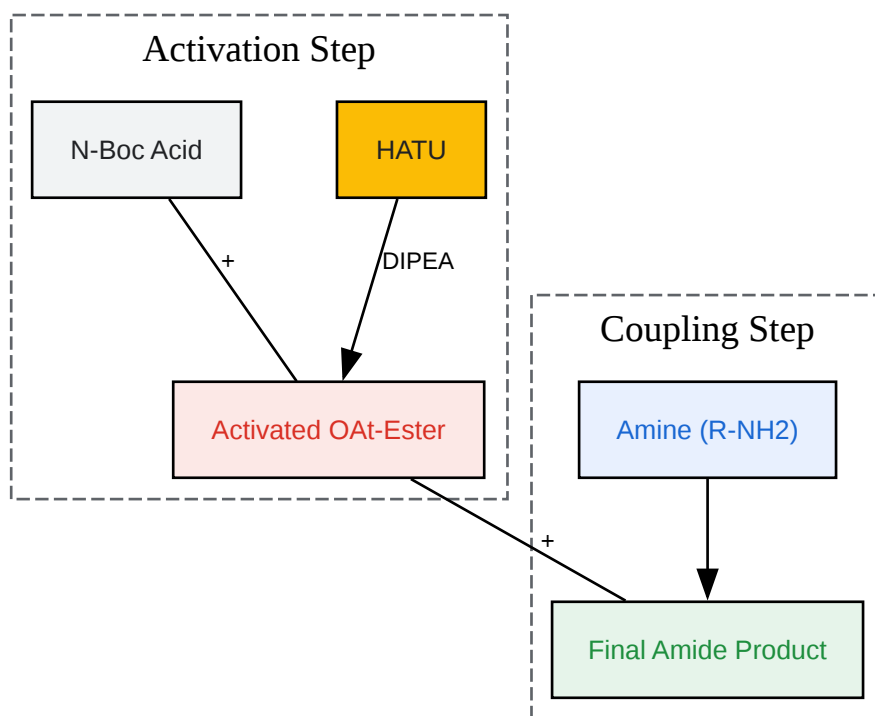 Activation Step
N-Boc Acid
HATU
+
DIPEA
Activated OAt-Ester
Coupling Step
Amine (R-NH2)
+
Final Amide Product